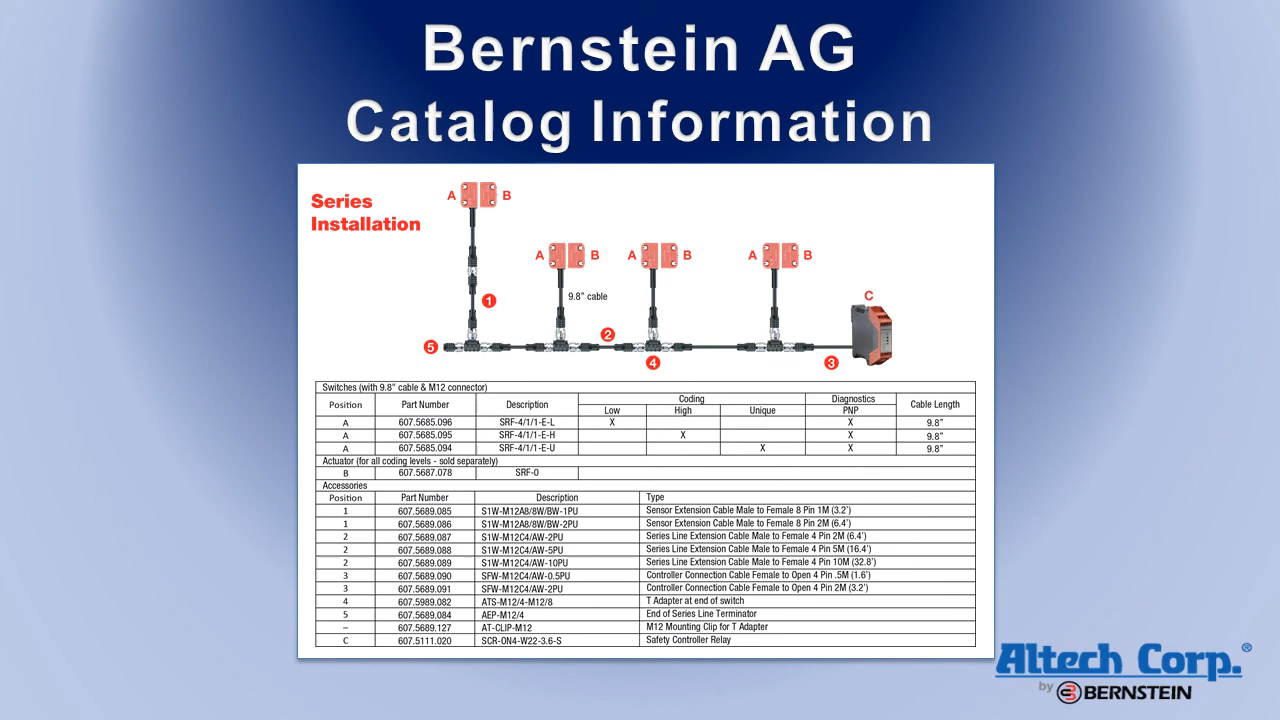 Bernstein AG
Catalog Information
Series
Installation
A B
A B A B A B
9.8” cable
C
1
2
5
4
3
Switches (with 9.8” cable & M12 connector)
Position Part Number Description Coding Diagnostics Cable Length
Low High Unique PNP
A 607.5685.096 SRF-4/1/1-E-L X X 9.8”
A 607.5685.095 SRF-4/1/1-E-H X X 9.8”
A 607.5685.094 SRF-4/1/1-E-U X X 9.8”
Actuator (for all coding levels - sold separately)
B 607.5687.078 SRF-0
Accessories
Position Part Number Description Type
1 607.5689.085 S1W-M12A8/8W/BW-1PU Sensor Extension Cable Male to Female 8 Pin 1M (3.2’)
1 607.5689.086 S1W-M12A8/8W/BW-2PU Sensor Extension Cable Male to Female 8 Pin 2M (6.4’)
2 607.5689.087 S1W-M12C4/AW-2PU Series Line Extension Cable Male to Female 4 Pin 2M (6.4’)
2 607.5689.088 S1W-M12C4/AW-5PU Series Line Extension Cable Male to Female 4 Pin 5M (16.4’)
2 607.5689.089 S1W-M12C4/AW-10PU Series Line Extension Cable Male to Female 4 Pin 10M (32.8’)
3 607.5689.090 SFW-M12C4/AW-0.5PU Controller Connection Cable Female to Open 4 Pin .5M (1.6’)
3 607.5689.091 SFW-M12C4/AW-2PU Controller Connection Cable Female to Open 4 Pin 2M (3.2’)
4 607.5989.082 ATS-M12/4-M12/8 T Adapter at end of switch
5 607.5689.084 AEP-M12/4 End of Series Line Terminator
– 607.5689.127 AT-CLIP-M12 M12 Mounting Clip for T Adapter
C 607.5111.020 SCR-0N4-W22-3.6-S Safety Controller Relay
Altech Corp.®
by BERNSTEIN